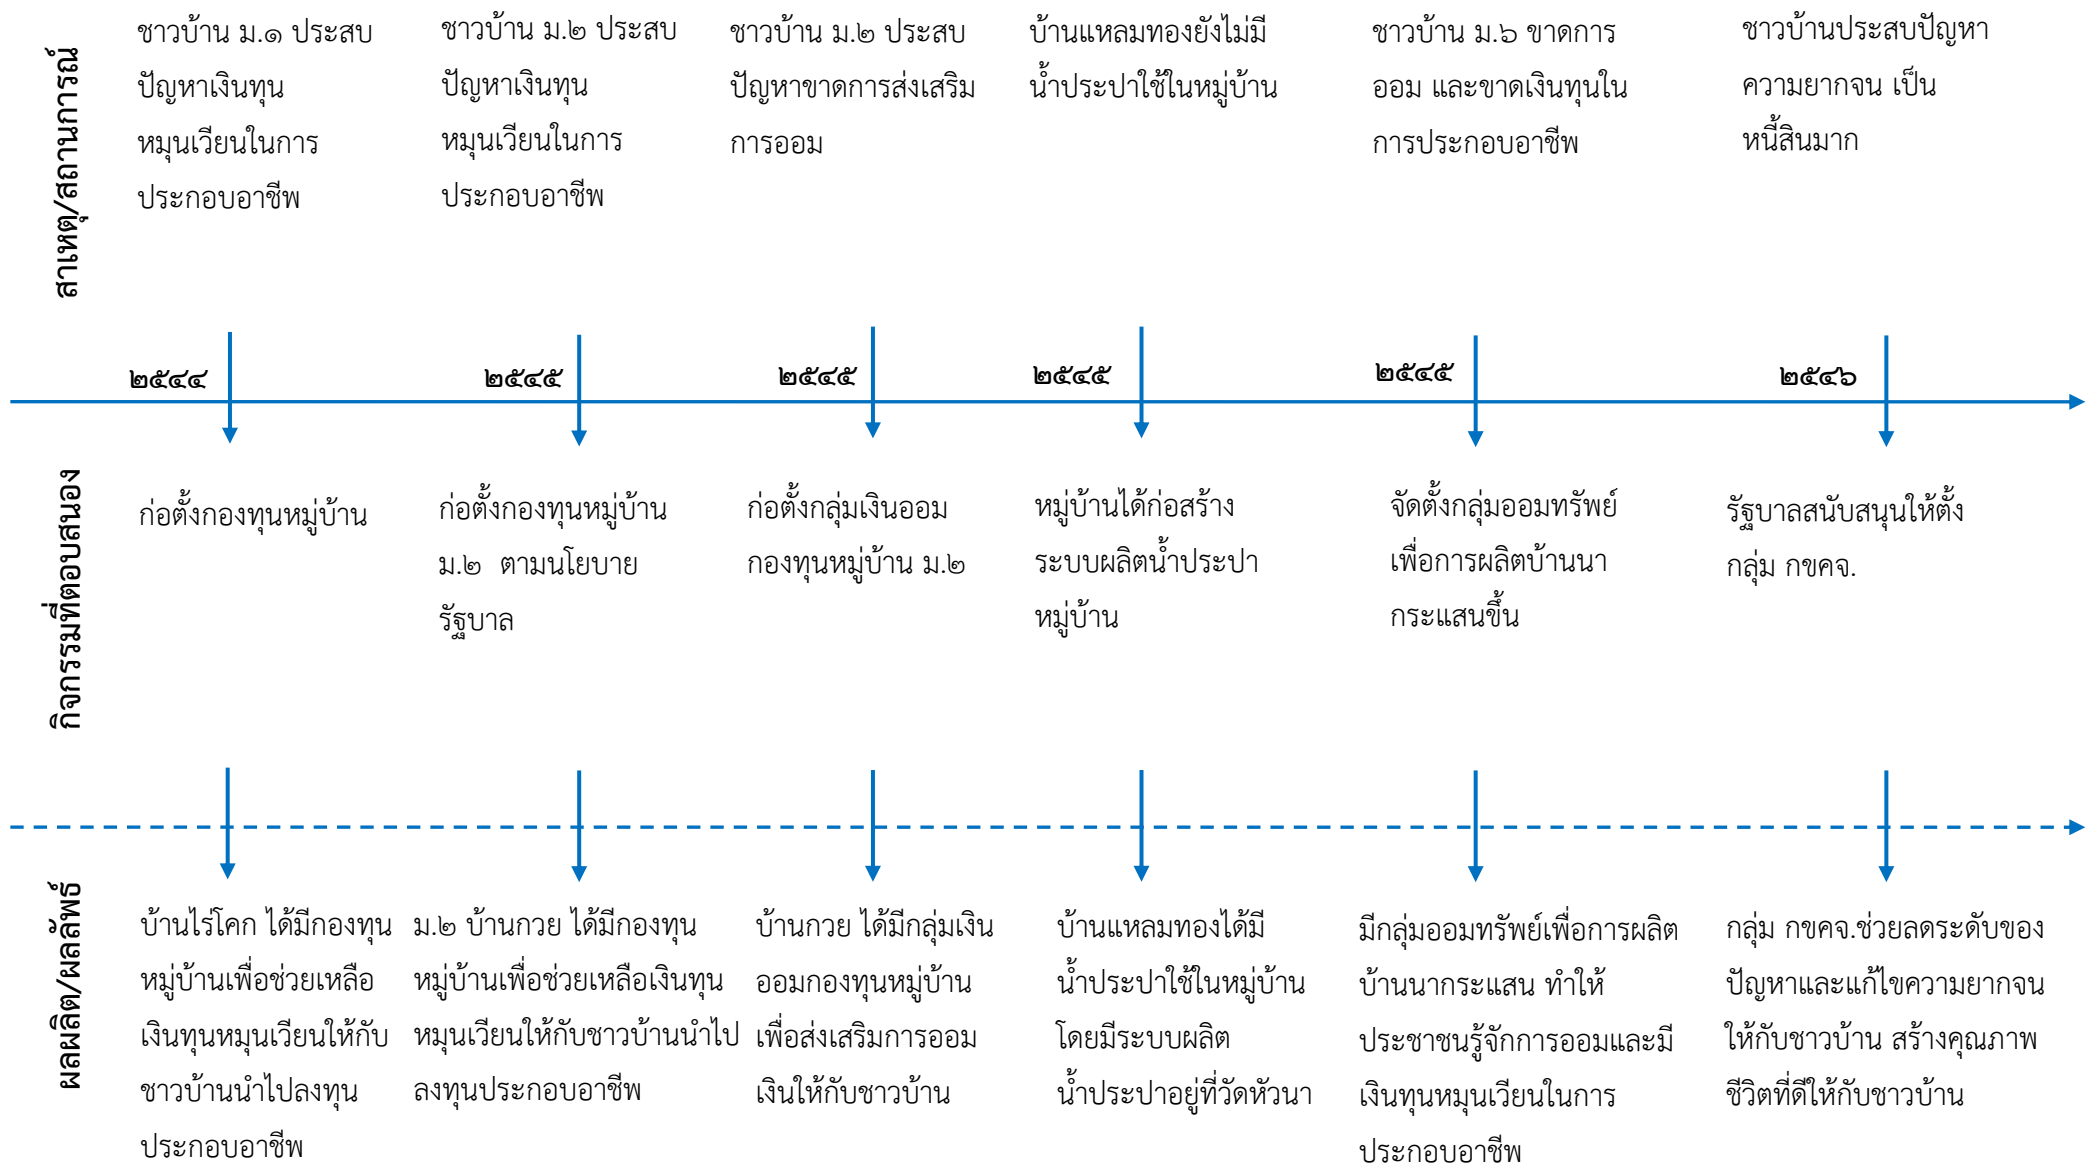 สาเหตุ/สถานการณ์
ชาวบ้าน ม.๑ ประสบ
ปัญหาเงินทุน
หมุนเวียนในการ
ประกอบอาชีพ
ชาวบ้าน ม.๒ ประสบ
ปัญหาเงินทุน
หมุนเวียนในการ
ประกอบอาชีพ
ชาวบ้าน ม.๒ ประสบ
ปัญหาขาดการส่งเสริม
การออม
บ้านแหลมทองยังไม่มี
น้ำประปาใช้ในหมู่บ้าน
ชาวบ้าน ม.๖ ขาดการ
ออม และขาดเงินทุนใน
การประกอบอาชีพ
ชาวบ้านประสบปัญหา
ความยากจน เป็น
หนี้สินมาก
๒๕๔๔
๒๕๔๕
๒๕๔๕
๒๕๔๕
๒๕๔๕
๒๕๔๖
กิจกรรมที่ตอบสนอง
ก่อตั้งกองทุนหมู่บ้าน
ก่อตั้งกองทุนหมู่บ้าน
ม.๒ ตามนโยบาย
รัฐบาล
ก่อตั้งกลุ่มเงินออม
กองทุนหมู่บ้าน ม.๒
หมู่บ้านได้ก่อสร้าง
ระบบผลิตน้ำประปา
หมู่บ้าน
จัดตั้งกลุ่มออมทรัพย์
เพื่อการผลิตบ้านนา
กระแสนขึ้น
รัฐบาลสนับสนุนให้ตั้ง
กลุ่ม กขคจ.
ผลผลิต/ผลลัพธ์
บ้านไร่โคก ได้มีกองทุน
หมู่บ้านเพื่อช่วยเหลือ
เงินทุนหมุนเวียนให้กับ
ชาวบ้านนำไปลงทุน
ประกอบอาชีพ
ม.๒ บ้านกวย ได้มีกองทุน
หมู่บ้านเพื่อช่วยเหลือเงินทุน
หมุนเวียนให้กับชาวบ้านนำไป
ลงทุนประกอบอาชีพ
บ้านกวย ได้มีกลุ่มเงิน
ออมกองทุนหมู่บ้าน
เพื่อส่งเสริมการออม
เงินให้กับชาวบ้าน
บ้านแหลมทองได้มี
น้ำประปาใช้ในหมู่บ้าน
โดยมีระบบผลิต
น้ำประปาอยู่ที่วัดหัวนา
มีกลุ่มออมทรัพย์เพื่อการผลิต
บ้านนากระแสน ทำให้
ประชาชนรู้จักการออมและมี
เงินทุนหมุนเวียนในการ
ประกอบอาชีพ
กลุ่ม กขคจ.ช่วยลดระดับของ
ปัญหาและแก้ไขความยากจน
ให้กับชาวบ้าน สร้างคุณภาพ
ชีวิตที่ดีให้กับชาวบ้าน